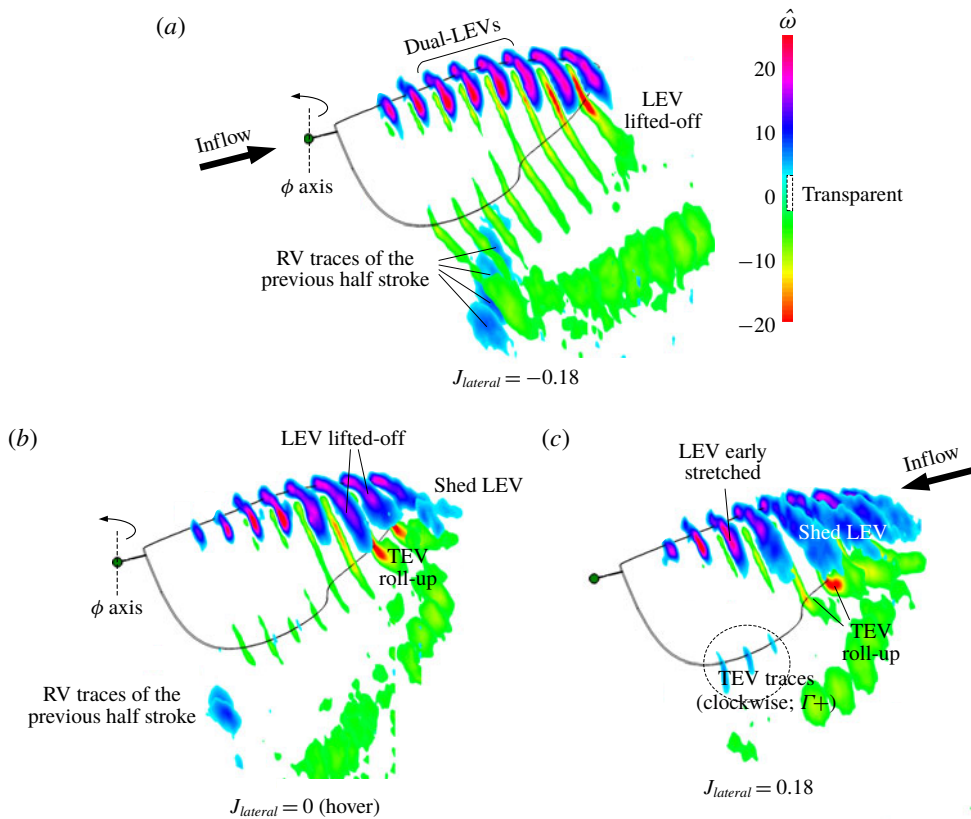 (a)
Dual-LEVs
LEV
lifted-off
Inflow
ϕ axis
RV traces of the
previous half stroke
J_lateral = −0.18
ω̂
20
10
0
−10
−20
Transparent
(b)
LEV lifted-off
Shed LEV
TEV
roll-up
ϕ axis
RV traces of the
previous half stroke
J_lateral = 0 (hover)
(c)
LEV early
stretched
Inflow
Shed LEV
TEV
roll-up
TEV traces
(clockwise; Γ+)
J_lateral = 0.18